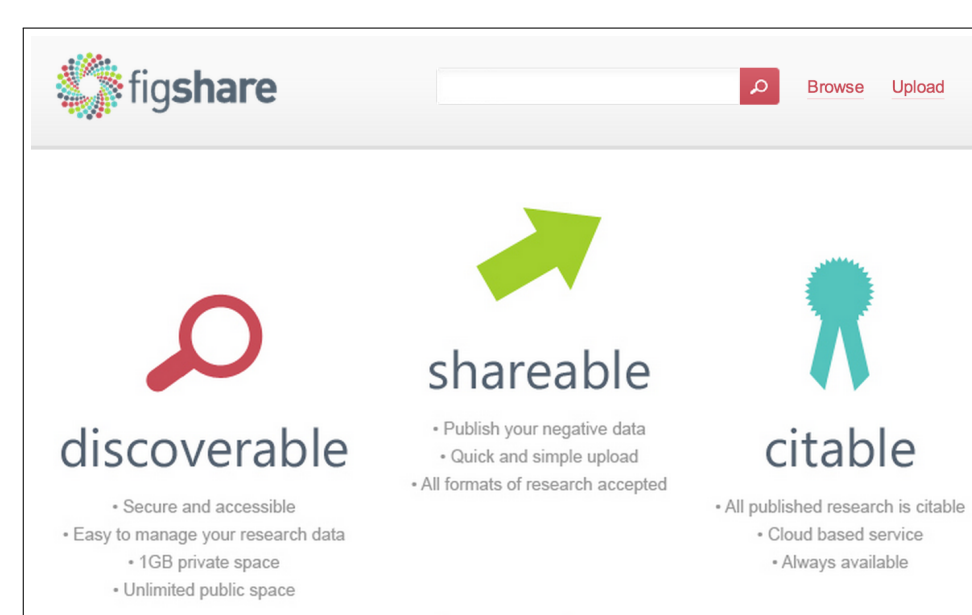 figshare
Browse
Upload
discoverable
• Secure and accessible
• Easy to manage your research data
• 1GB private space
• Unlimited public space
shareable
• Publish your negative data
• Quick and simple upload
• All formats of research accepted
citable
• All published research is citable
• Cloud based service
• Always available